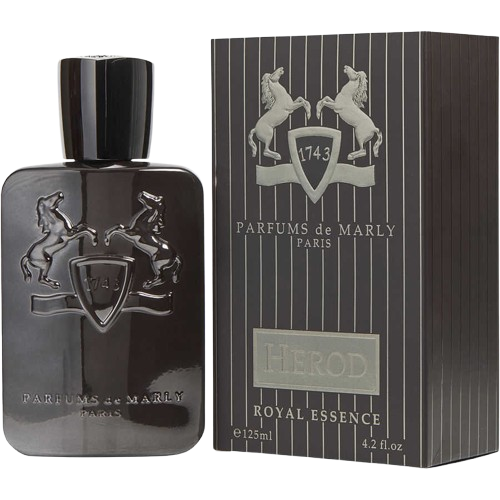 1743
PARFUMS de MARLY
PARIS
1743
PARFUMS de MARLY
PARIS
HEROD
ROYAL ESSENCE
℮125ml 4.2 fl.oz